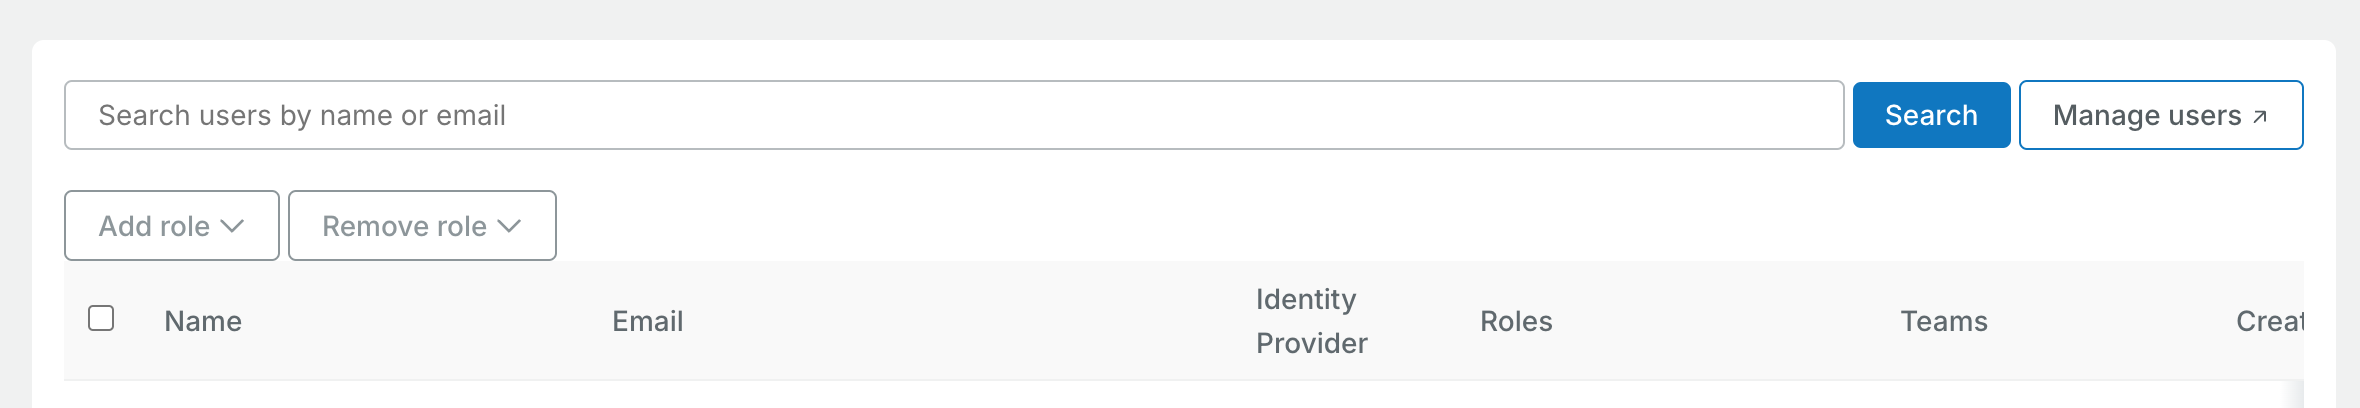 Search users by name or email
Search
Manage users ↗
Add role
Remove role
Name
Email
Identity
Provider
Roles
Teams
Creat